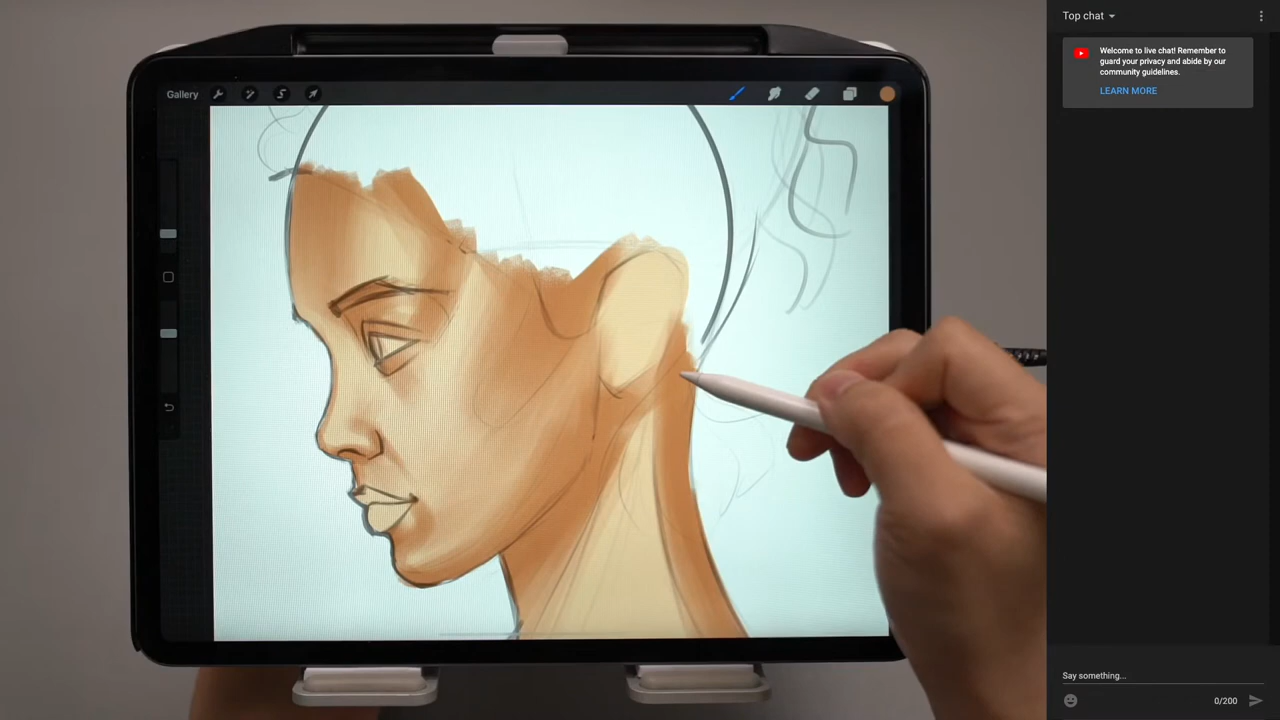 Gallery
Top chat
Welcome to live chat! Remember to
guard your privacy and abide by our
community guidelines.
LEARN MORE
Say something...
0/200